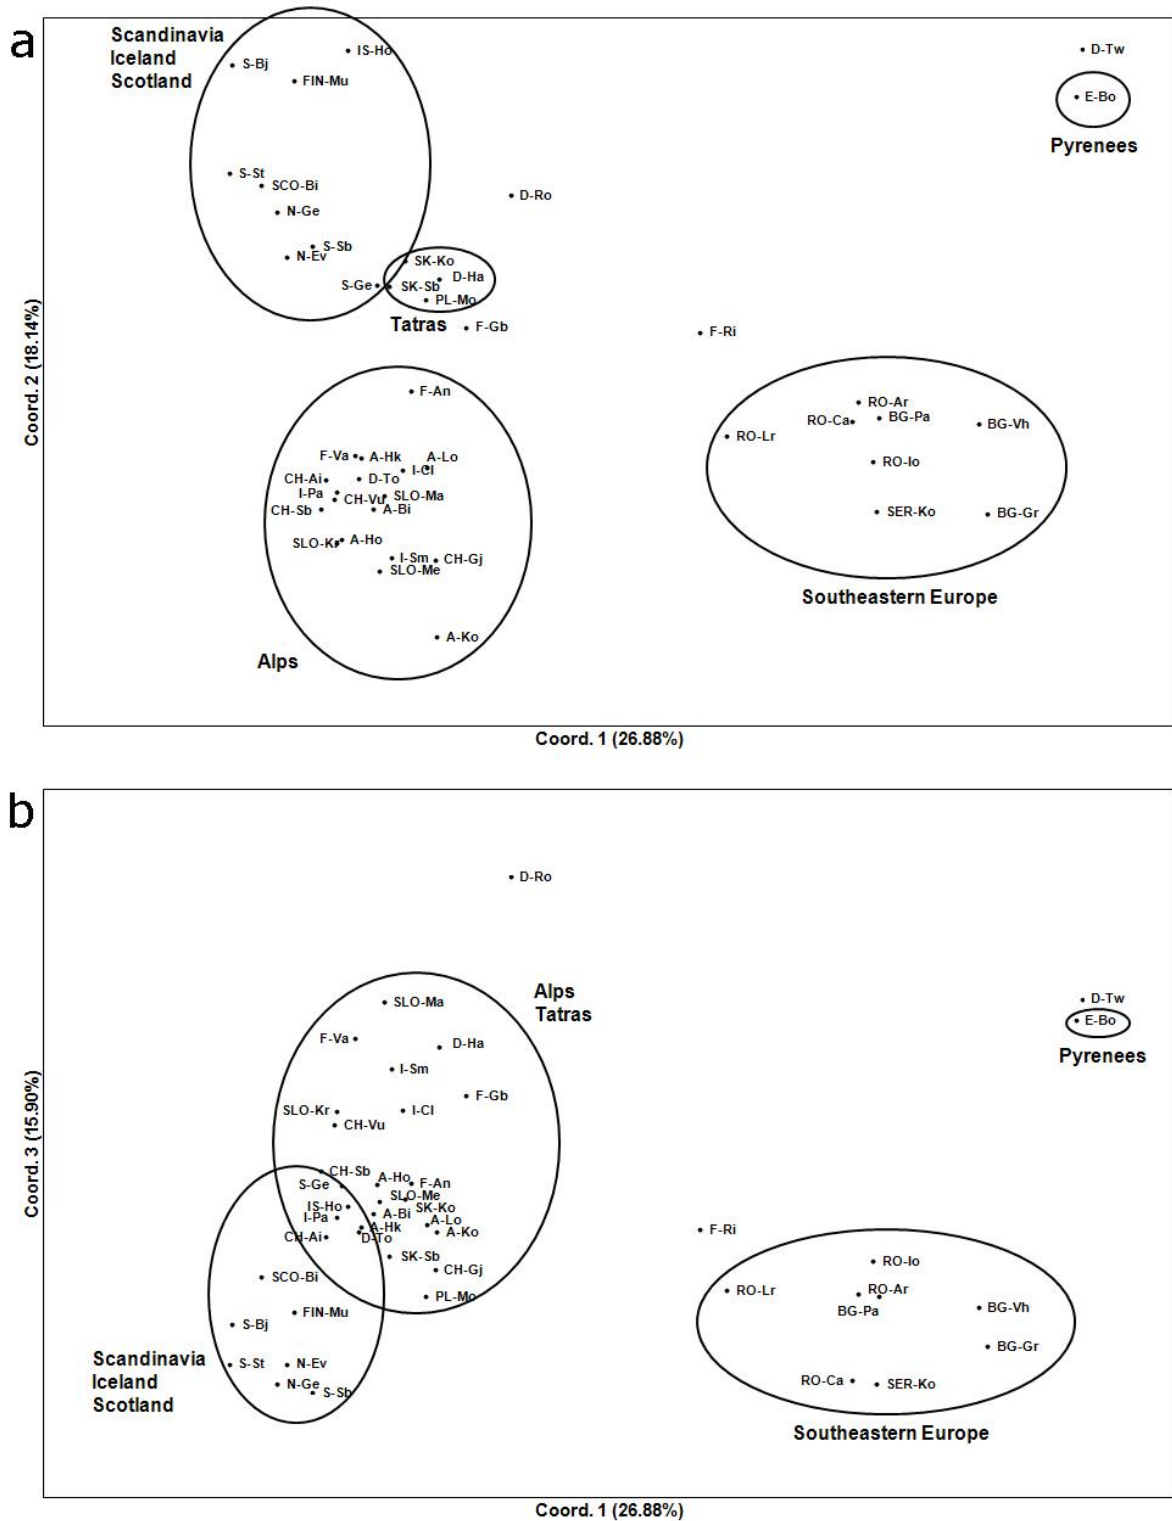 a
Scandinavia
Iceland
Scotland
IS-Ho
S-Bj
FIN-Mu
D-Tw
E-Bo
Pyrenees
S-St
SCO-Bi
D-Ro
N-Ge
S-Sb
N-Ev
SK-Ko
D-Ha
S-Ge
SK-Sb
PL-Mo
Tatras
F-Gb
F-Ri
F-An
RO-Ar
RO-Ca
BG-Pa
BG-Vh
RO-Lr
F-Va
A-Hk
A-Lo
I-Cl
RO-Io
CH-Ai
D-To
I-Pa
CH-Vu
SLO-Ma
CH-Sb
A-Bi
SER-Ko
BG-Gr
SLO-Kr
A-Ho
I-Sm
CH-Gj
SLO-Me
Southeastern Europe
A-Ko
Alps
Coord. 2 (18.14%)
Coord. 1 (26.88%)
b
D-Ro
Alps
Tatras
SLO-Ma
D-Tw
E-Bo
Pyrenees
F-Va
D-Ha
I-Sm
F-Gb
SLO-Kr
I-Cl
CH-Vu
CH-Sb
A-Ho
F-An
S-Ge
SLO-Me
IS-Ho
SK-Ko
I-Pa
A-Bi
A-Lo
A-Hk
A-Ko
CH-Ai
D-To
F-Ri
SK-Sb
RO-Io
CH-Gj
SCO-Bi
RO-Lr
RO-Ar
PL-Mo
BG-Pa
BG-Vh
FIN-Mu
S-Bj
BG-Gr
S-St
N-Ev
Scandinavia
Iceland
Scotland
N-Ge
S-Sb
RO-Ca
SER-Ko
Southeastern Europe
Coord. 3 (15.90%)
Coord. 1 (26.88%)